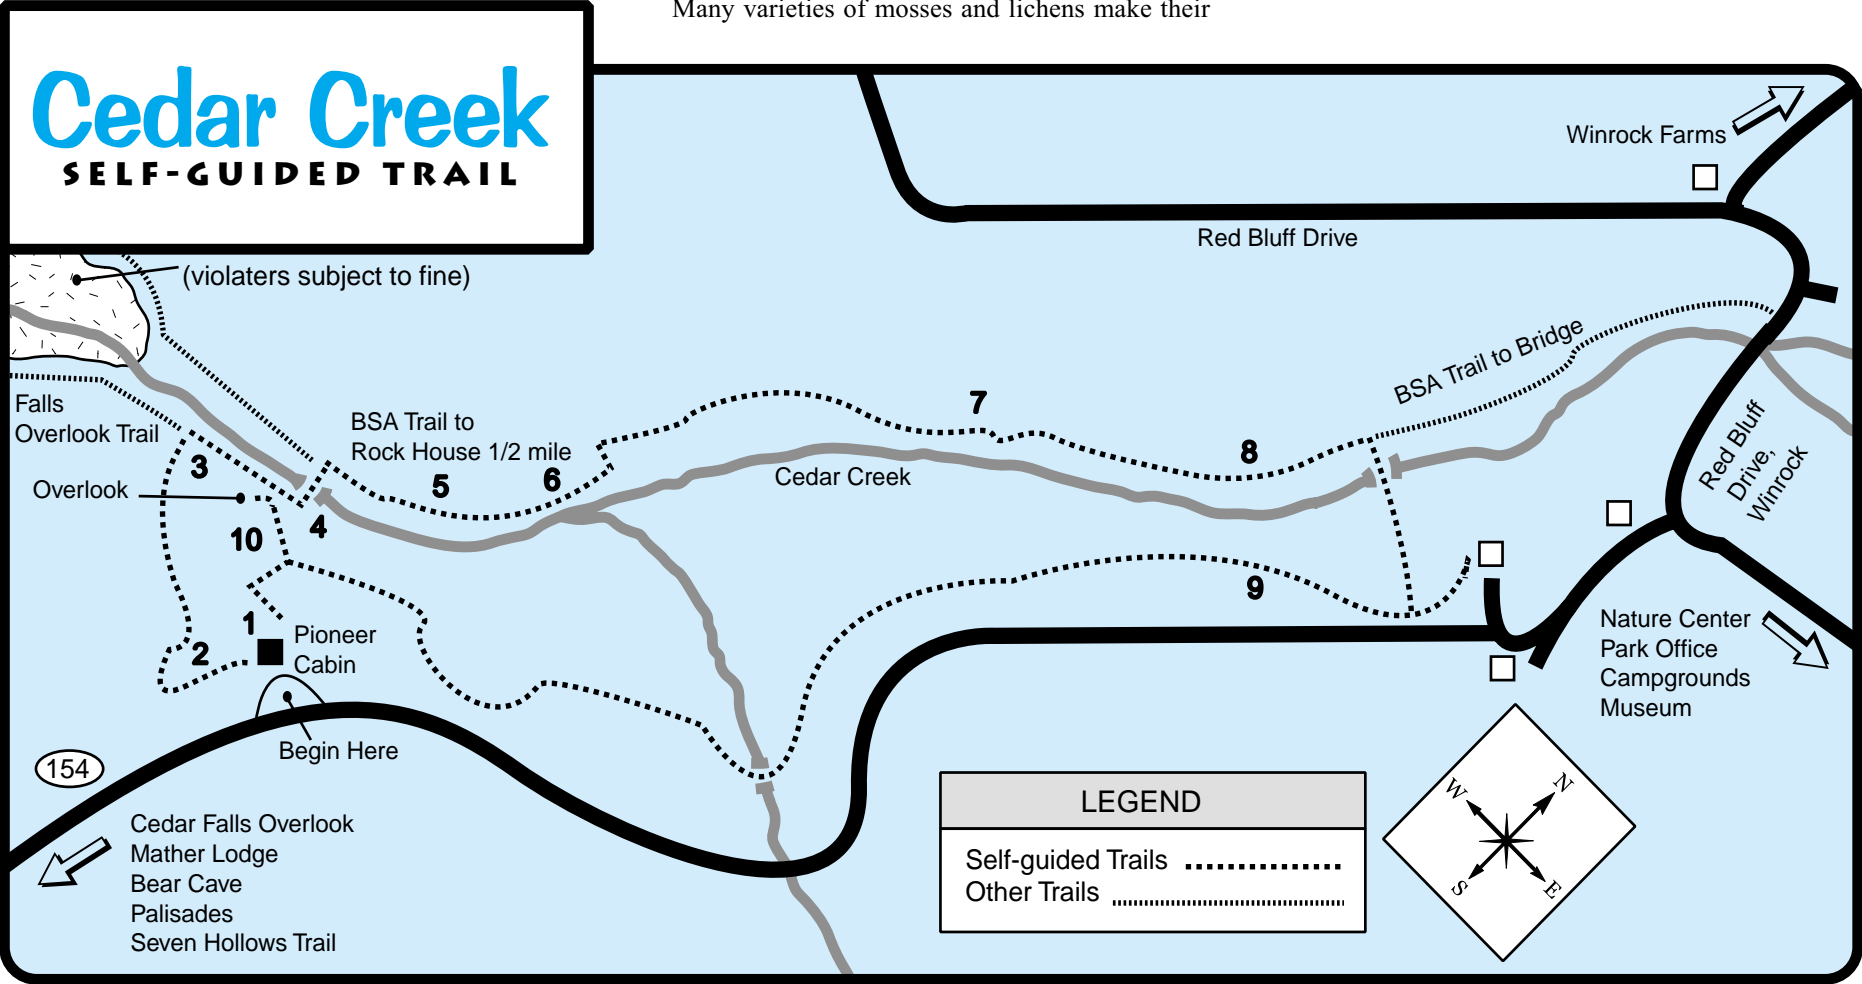 Many varieties of mosses and lichens make their
Cedar Creek
SELF-GUIDED TRAIL
Winrock Farms
Red Bluff Drive
(violaters subject to fine)
BSA Trail to Bridge
Falls
Overlook Trail
BSA Trail to
Rock House 1/2 mile
7
8
3
5
6
Cedar Creek
Overlook
4
10
Red Bluff
Drive,
Winrock
9
1
2
Pioneer
Cabin
Nature Center
Park Office
Campgrounds
Museum
Begin Here
154
Cedar Falls Overlook
Mather Lodge
Bear Cave
Palisades
Seven Hollows Trail
LEGEND
Self-guided Trails
Other Trails
W
N
S
E